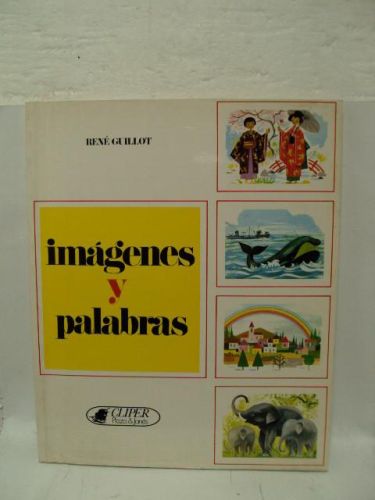 RENÉ GUILLOT
imágenes
y
palabras
CLIPER
Plaza & Janés